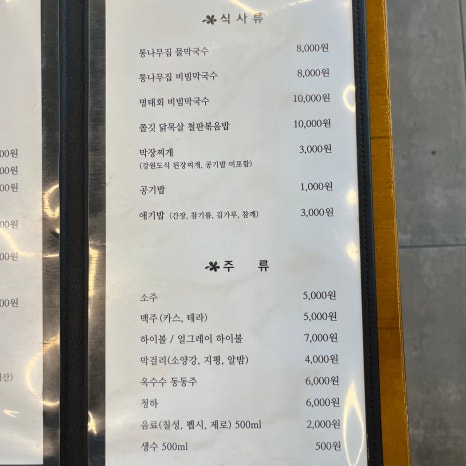 식사류
통나무집 물막국수 8,000원
통나무집 비빔막국수 8,000원
명태회 비빔막국수 10,000원
쫄깃 닭목살 철판볶음밥 10,000원
막장찌개 3,000원
(강원도식 된장찌개, 공기밥 미포함)
공기밥 1,000원
애기밥 (간장, 참기름, 김가루, 참깨) 3,000원
주 류
소주 5,000원
맥주(카스, 테라) 5,000원
하이볼 / 얼그레이 하이볼 7,000원
막걸리(소양강, 지평, 알밤) 4,000원
옥수수 동동주 6,000원
청하 6,000원
음료(칠성, 펩시, 제로) 500ml 2,000원
생수 500ml 500원